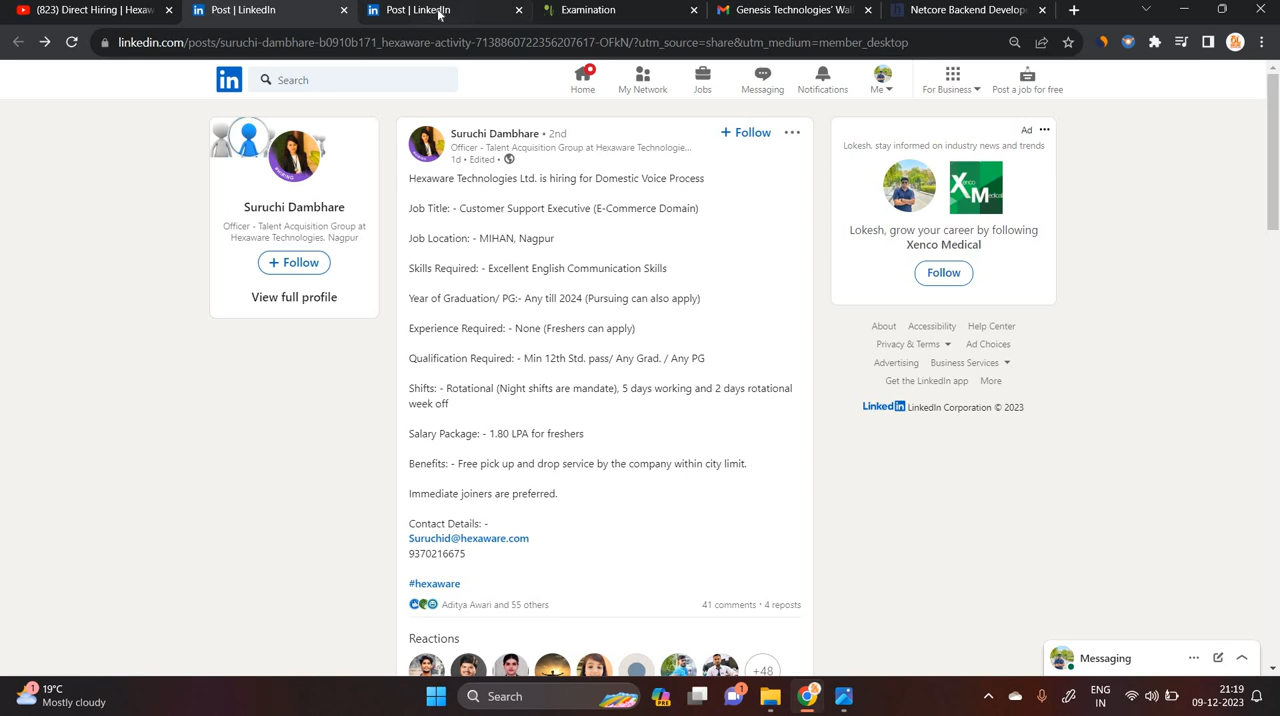 (823) Direct Hiring | Hexaw
Post | LinkedIn
Post | LinkedIn
Examination
Genesis Technologies' Wal
Netcore Backend Develop
linkedin.com/posts/suruchi-dambhare-b0910b171_hexaware-activity-7138860722356207617-OFkN/?utm_source=share&utm_medium=member_desktop
in
Search
Home
My Network
Jobs
Messaging
Notifications
Me
For Business
Post a job for free
HIRING
Suruchi Dambhare
Officer - Talent Acquisition Group at
Hexaware Technologies, Nagpur
+ Follow
View full profile
Suruchi Dambhare • 2nd
+ Follow
Officer - Talent Acquisition Group at Hexaware Technologie...
1d • Edited •
Hexaware Technologies Ltd. is hiring for Domestic Voice Process
Job Title: - Customer Support Executive (E-Commerce Domain)
Job Location: - MIHAN, Nagpur
Skills Required: - Excellent English Communication Skills
Year of Graduation/ PG:- Any till 2024 (Pursuing can also apply)
Experience Required: - None (Freshers can apply)
Qualification Required: - Min 12th Std. pass/ Any Grad. / Any PG
Shifts: - Rotational (Night shifts are mandate), 5 days working and 2 days rotational
week off
Salary Package: - 1.80 LPA for freshers
Benefits: - Free pick up and drop service by the company within city limit.
Immediate joiners are preferred.
Contact Details: -
Suruchid@hexaware.com
9370216675
#hexaware
Aditya Awari and 55 others
41 comments • 4 reposts
Reactions
+48
Ad
Lokesh, stay informed on industry news and trends
Xenco
Medical
Lokesh, grow your career by following
Xenco Medical
Follow
About
Accessibility
Help Center
Privacy & Terms
Ad Choices
Advertising
Business Services
Get the LinkedIn app
More
LinkedIn LinkedIn Corporation © 2023
Messaging
1
19°C
Mostly cloudy
Search
PRE
ENG
IN
21:19
09-12-2023